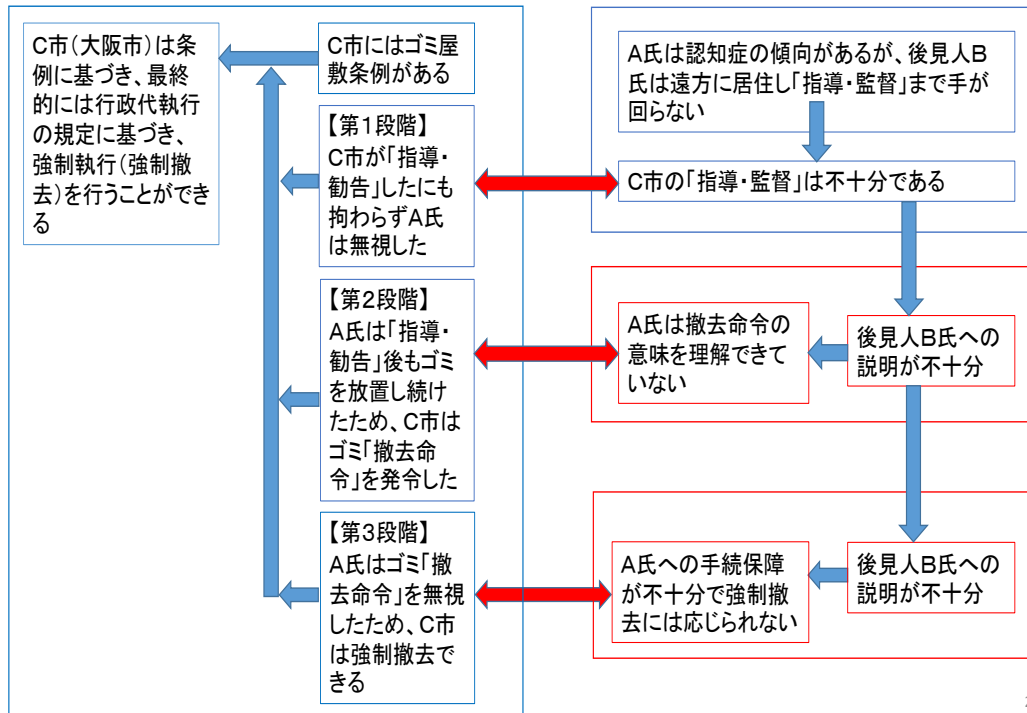 C市(大阪市)は条
例に基づき、最終
的には行政代執行
の規定に基づき、
強制執行(強制撤
去)を行うことができ
る
C市にはゴミ屋
敷条例がある
【第1段階】
C市が「指導・
勧告」したにも
拘わらずA氏
は無視した
【第2段階】
A氏は「指導・
勧告」後もゴミ
を放置し続け
たため、C市は
ゴミ「撤去命
令」を発令した
【第3段階】
A氏はゴミ「撤
去命令」を無視
したため、C市
は強制撤去でき
る
A氏は認知症の傾向があるが、後見人B
氏は遠方に居住し「指導・監督」まで手が
回らない
C市の「指導・監督」は不十分である
A氏は撤去命令の
意味を理解できて
いない
後見人B氏への
説明が不十分
A氏への手続保障
が不十分で強制撤
去には応じられない
後見人B氏への
説明が不十分